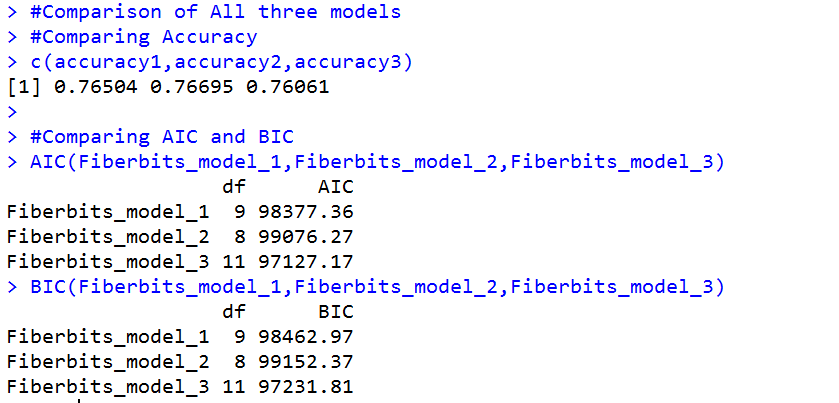 > #Comparison of All three models
> #Comparing Accuracy
> c(accuracy1,accuracy2,accuracy3)
[1] 0.76504 0.76695 0.76061
>
> #Comparing AIC and BIC
> AIC(Fiberbits_model_1,Fiberbits_model_2,Fiberbits_model_3)
df AIC
Fiberbits_model_1 9 98377.36
Fiberbits_model_2 8 99076.27
Fiberbits_model_3 11 97127.17
> BIC(Fiberbits_model_1,Fiberbits_model_2,Fiberbits_model_3)
df BIC
Fiberbits_model_1 9 98462.97
Fiberbits_model_2 8 99152.37
Fiberbits_model_3 11 97231.81